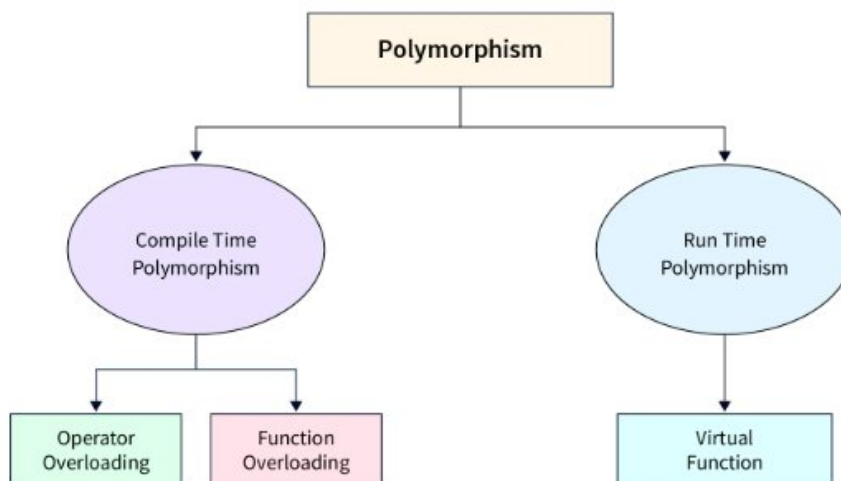 Polymorphism
Compile Time
Polymorphism
Run Time
Polymorphism
Operator
Overloading
Function
Overloading
Virtual
Function